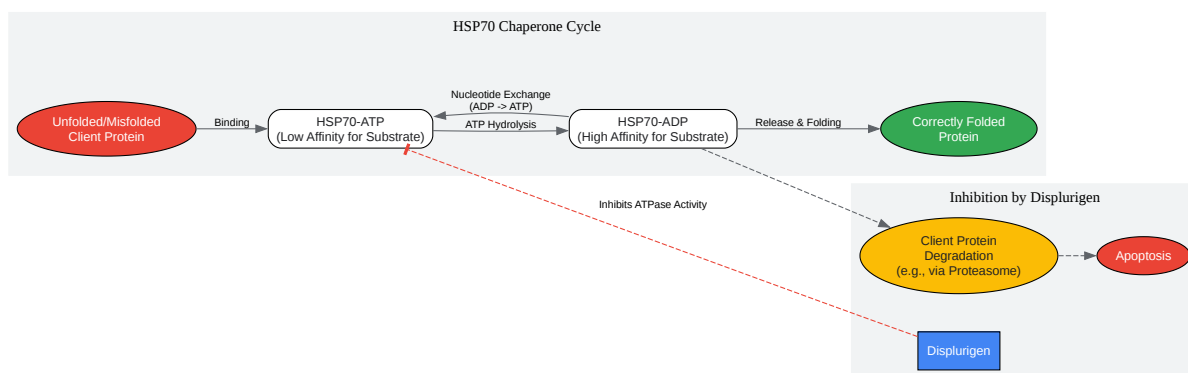 HSP70 Chaperone Cycle
Unfolded/Misfolded
Client Protein
Binding
HSP70-ATP
(Low Affinity for Substrate)
Nucleotide Exchange
(ADP -> ATP)
ATP Hydrolysis
HSP70-ADP
(High Affinity for Substrate)
Release & Folding
Correctly Folded
Protein
Inhibits ATPase Activity
Inhibition by Displurigen
Client Protein
Degradation
(e.g., via Proteasome)
Apoptosis
Displurigen